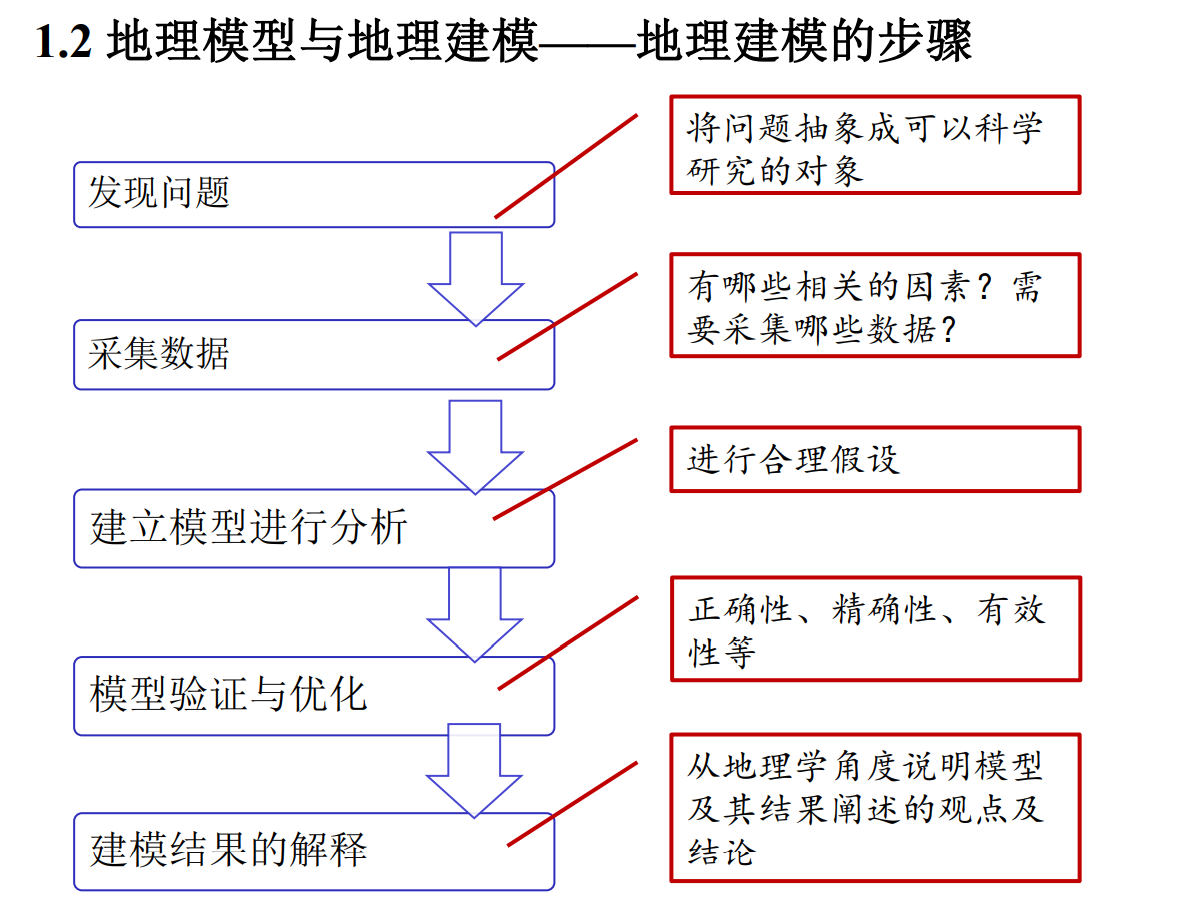 1.2 地理模型与地理建模——地理建模的步骤
将问题抽象成可以科学
研究的对象
发现问题
有哪些相关的因素？需
要采集哪些数据？
采集数据
进行合理假设
建立模型进行分析
正确性、精确性、有效
性等
模型验证与优化
从地理学角度说明模型
及其结果阐述的观点及
结论
建模结果的解释